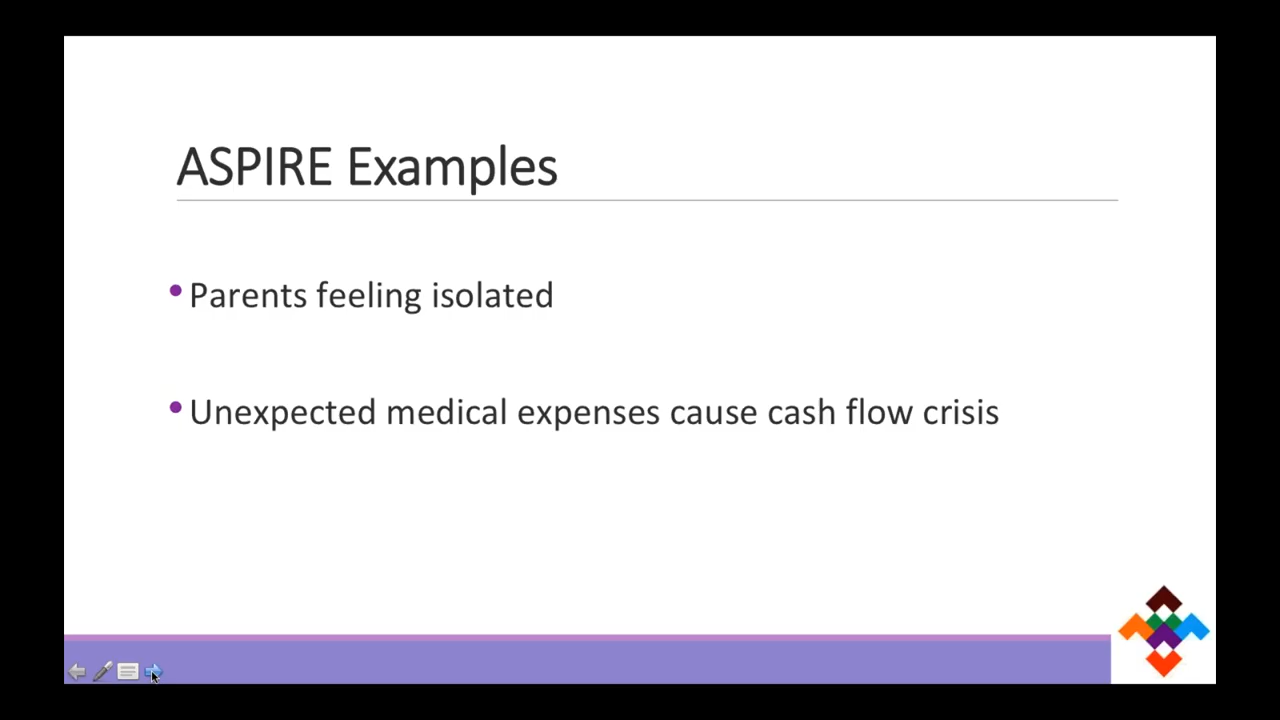 ASPIRE Examples
• Parents feeling isolated
• Unexpected medical expenses cause cash flow crisis